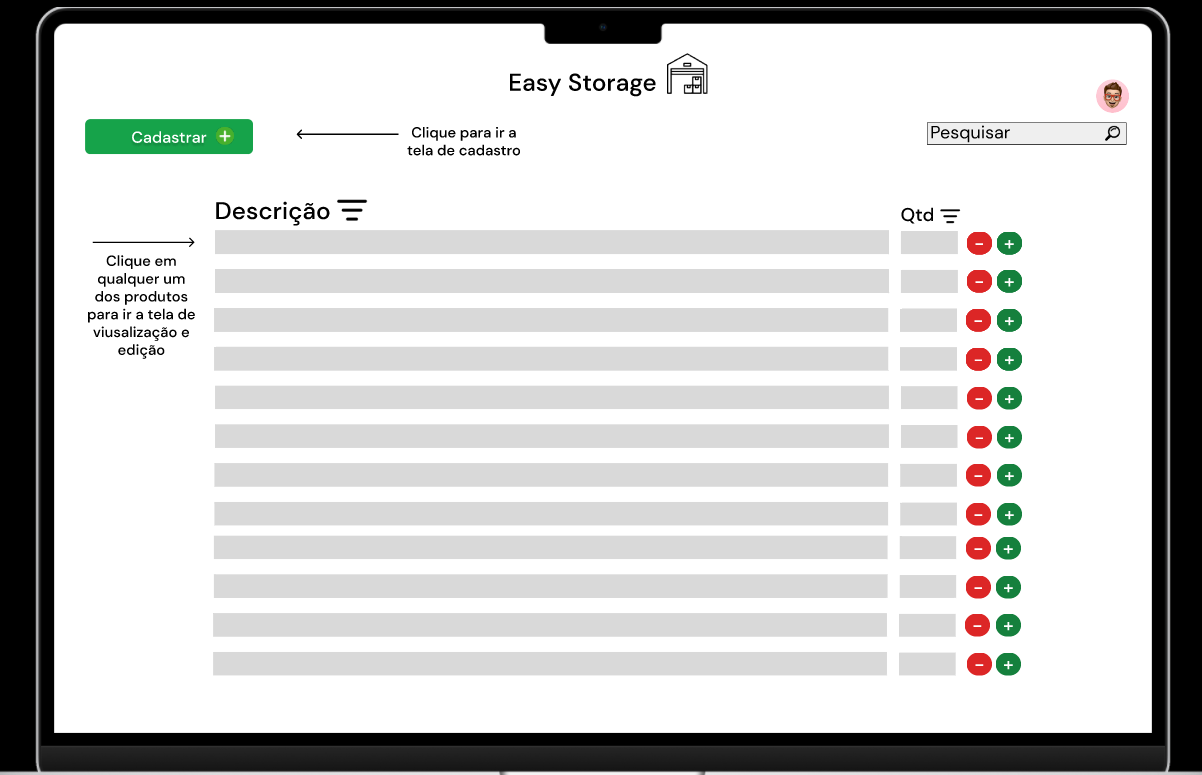 Easy Storage
Cadastrar +
Clique para ir a
tela de cadastro
Pesquisar
Descrição
Qtd
- +
Clique em
qualquer um
dos produtos
para ir a tela de
viusalização e
edição
- +
- +
- +
- +
- +
- +
- +
- +
- +
- +
- +